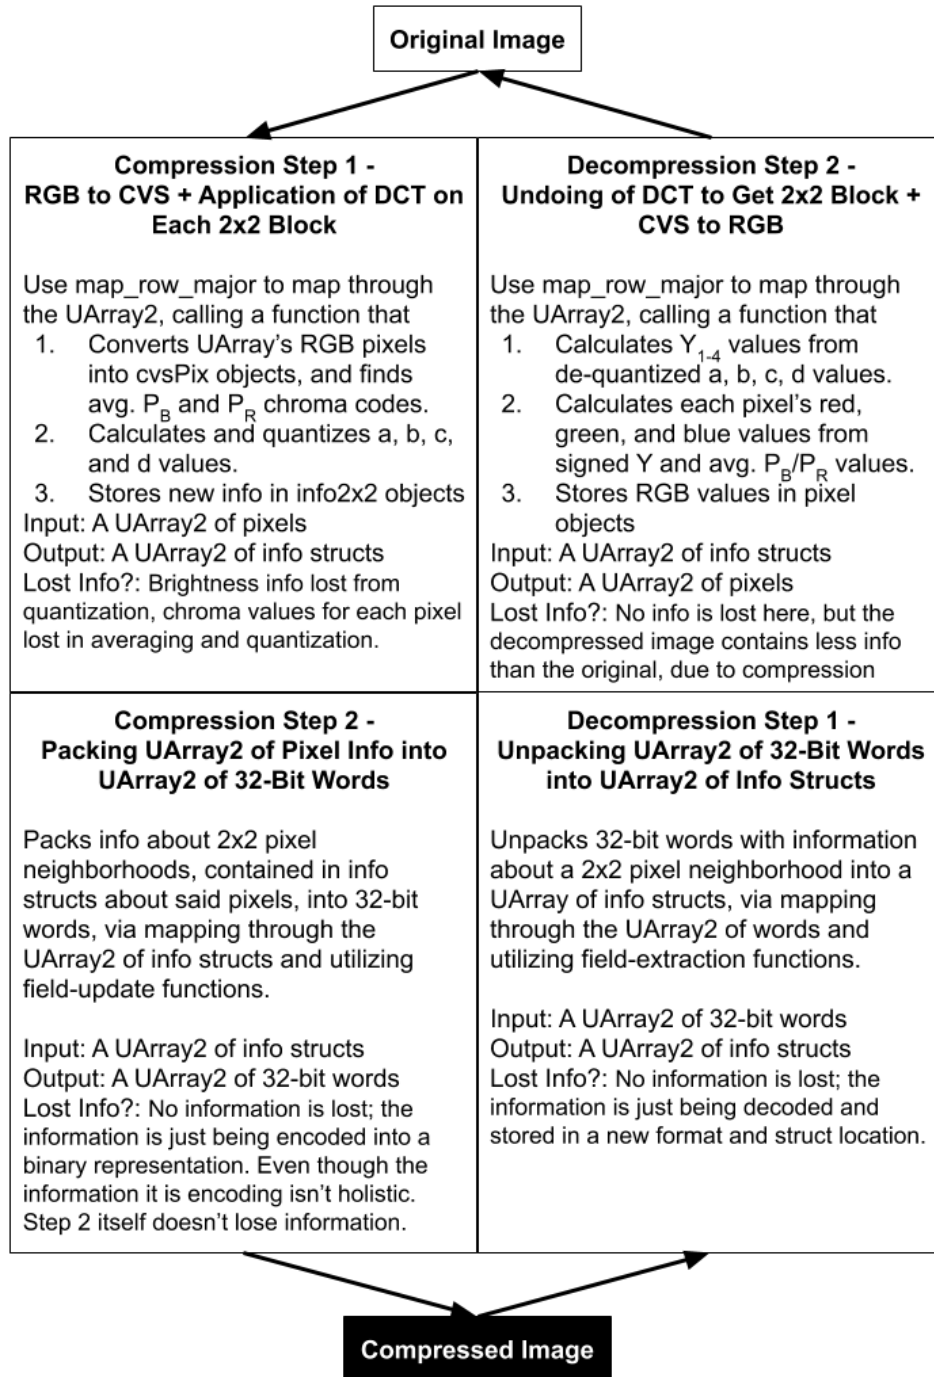 Original Image
Compression Step 1 -
RGB to CVS + Application of DCT on
Each 2x2 Block
Use map_row_major to map through
the UArray2, calling a function that
1. Converts UArray's RGB pixels
into cvsPix objects, and finds
avg. P_B and P_R chroma codes.
2. Calculates and quantizes a, b, c,
and d values.
3. Stores new info in info2x2 objects
Input: A UArray2 of pixels
Output: A UArray2 of info structs
Lost Info?: Brightness info lost from
quantization, chroma values for each pixel
lost in averaging and quantization.
Decompression Step 2 -
Undoing of DCT to Get 2x2 Block +
CVS to RGB
Use map_row_major to map through
the UArray2, calling a function that
1. Calculates Y_1-4 values from
de-quantized a, b, c, d values.
2. Calculates each pixel's red,
green, and blue values from
signed Y and avg. P_B/P_R values.
3. Stores RGB values in pixel
objects
Input: A UArray2 of info structs
Output: A UArray2 of pixels
Lost Info?: No info is lost here, but the
decompressed image contains less info
than the original, due to compression
Compression Step 2 -
Packing UArray2 of Pixel Info into
UArray2 of 32-Bit Words
Packs info about 2x2 pixel
neighborhoods, contained in info
structs about said pixels, into 32-bit
words, via mapping through the
UArray2 of info structs and utilizing
field-update functions.
Input: A UArray2 of info structs
Output: A UArray2 of 32-bit words
Lost Info?: No information is lost; the
information is just being encoded into a
binary representation. Even though the
information it is encoding isn't holistic.
Step 2 itself doesn't lose information.
Decompression Step 1 -
Unpacking UArray2 of 32-Bit Words
into UArray2 of Info Structs
Unpacks 32-bit words with information
about a 2x2 pixel neighborhood into a
UArray of info structs, via mapping
through the UArray2 of words and
utilizing field-extraction functions.
Input: A UArray2 of 32-bit words
Output: A UArray2 of info structs
Lost Info?: No information is lost; the
information is just being decoded and
stored in a new format and struct location.
Compressed Image